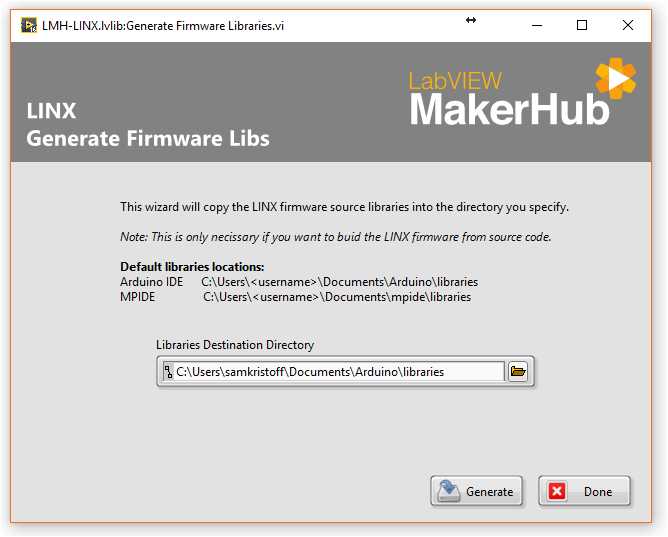 LMH-LINX.lvlib:Generate Firmware Libraries.vi
LabVIEW
MakerHub
LINX
Generate Firmware Libs
This wizard will copy the LINX firmware source libraries into the directory you specify.
Note: This is only necissary if you want to buid the LINX firmware from source code.
Default libraries locations:
Arduino IDE C:\Users\<username>\Documents\Arduino\libraries
MPIDE C:\Users\<username>\Documents\mpide\libraries
Libraries Destination Directory
C:\Users\samkristoff\Documents\Arduino\libraries
Generate Done